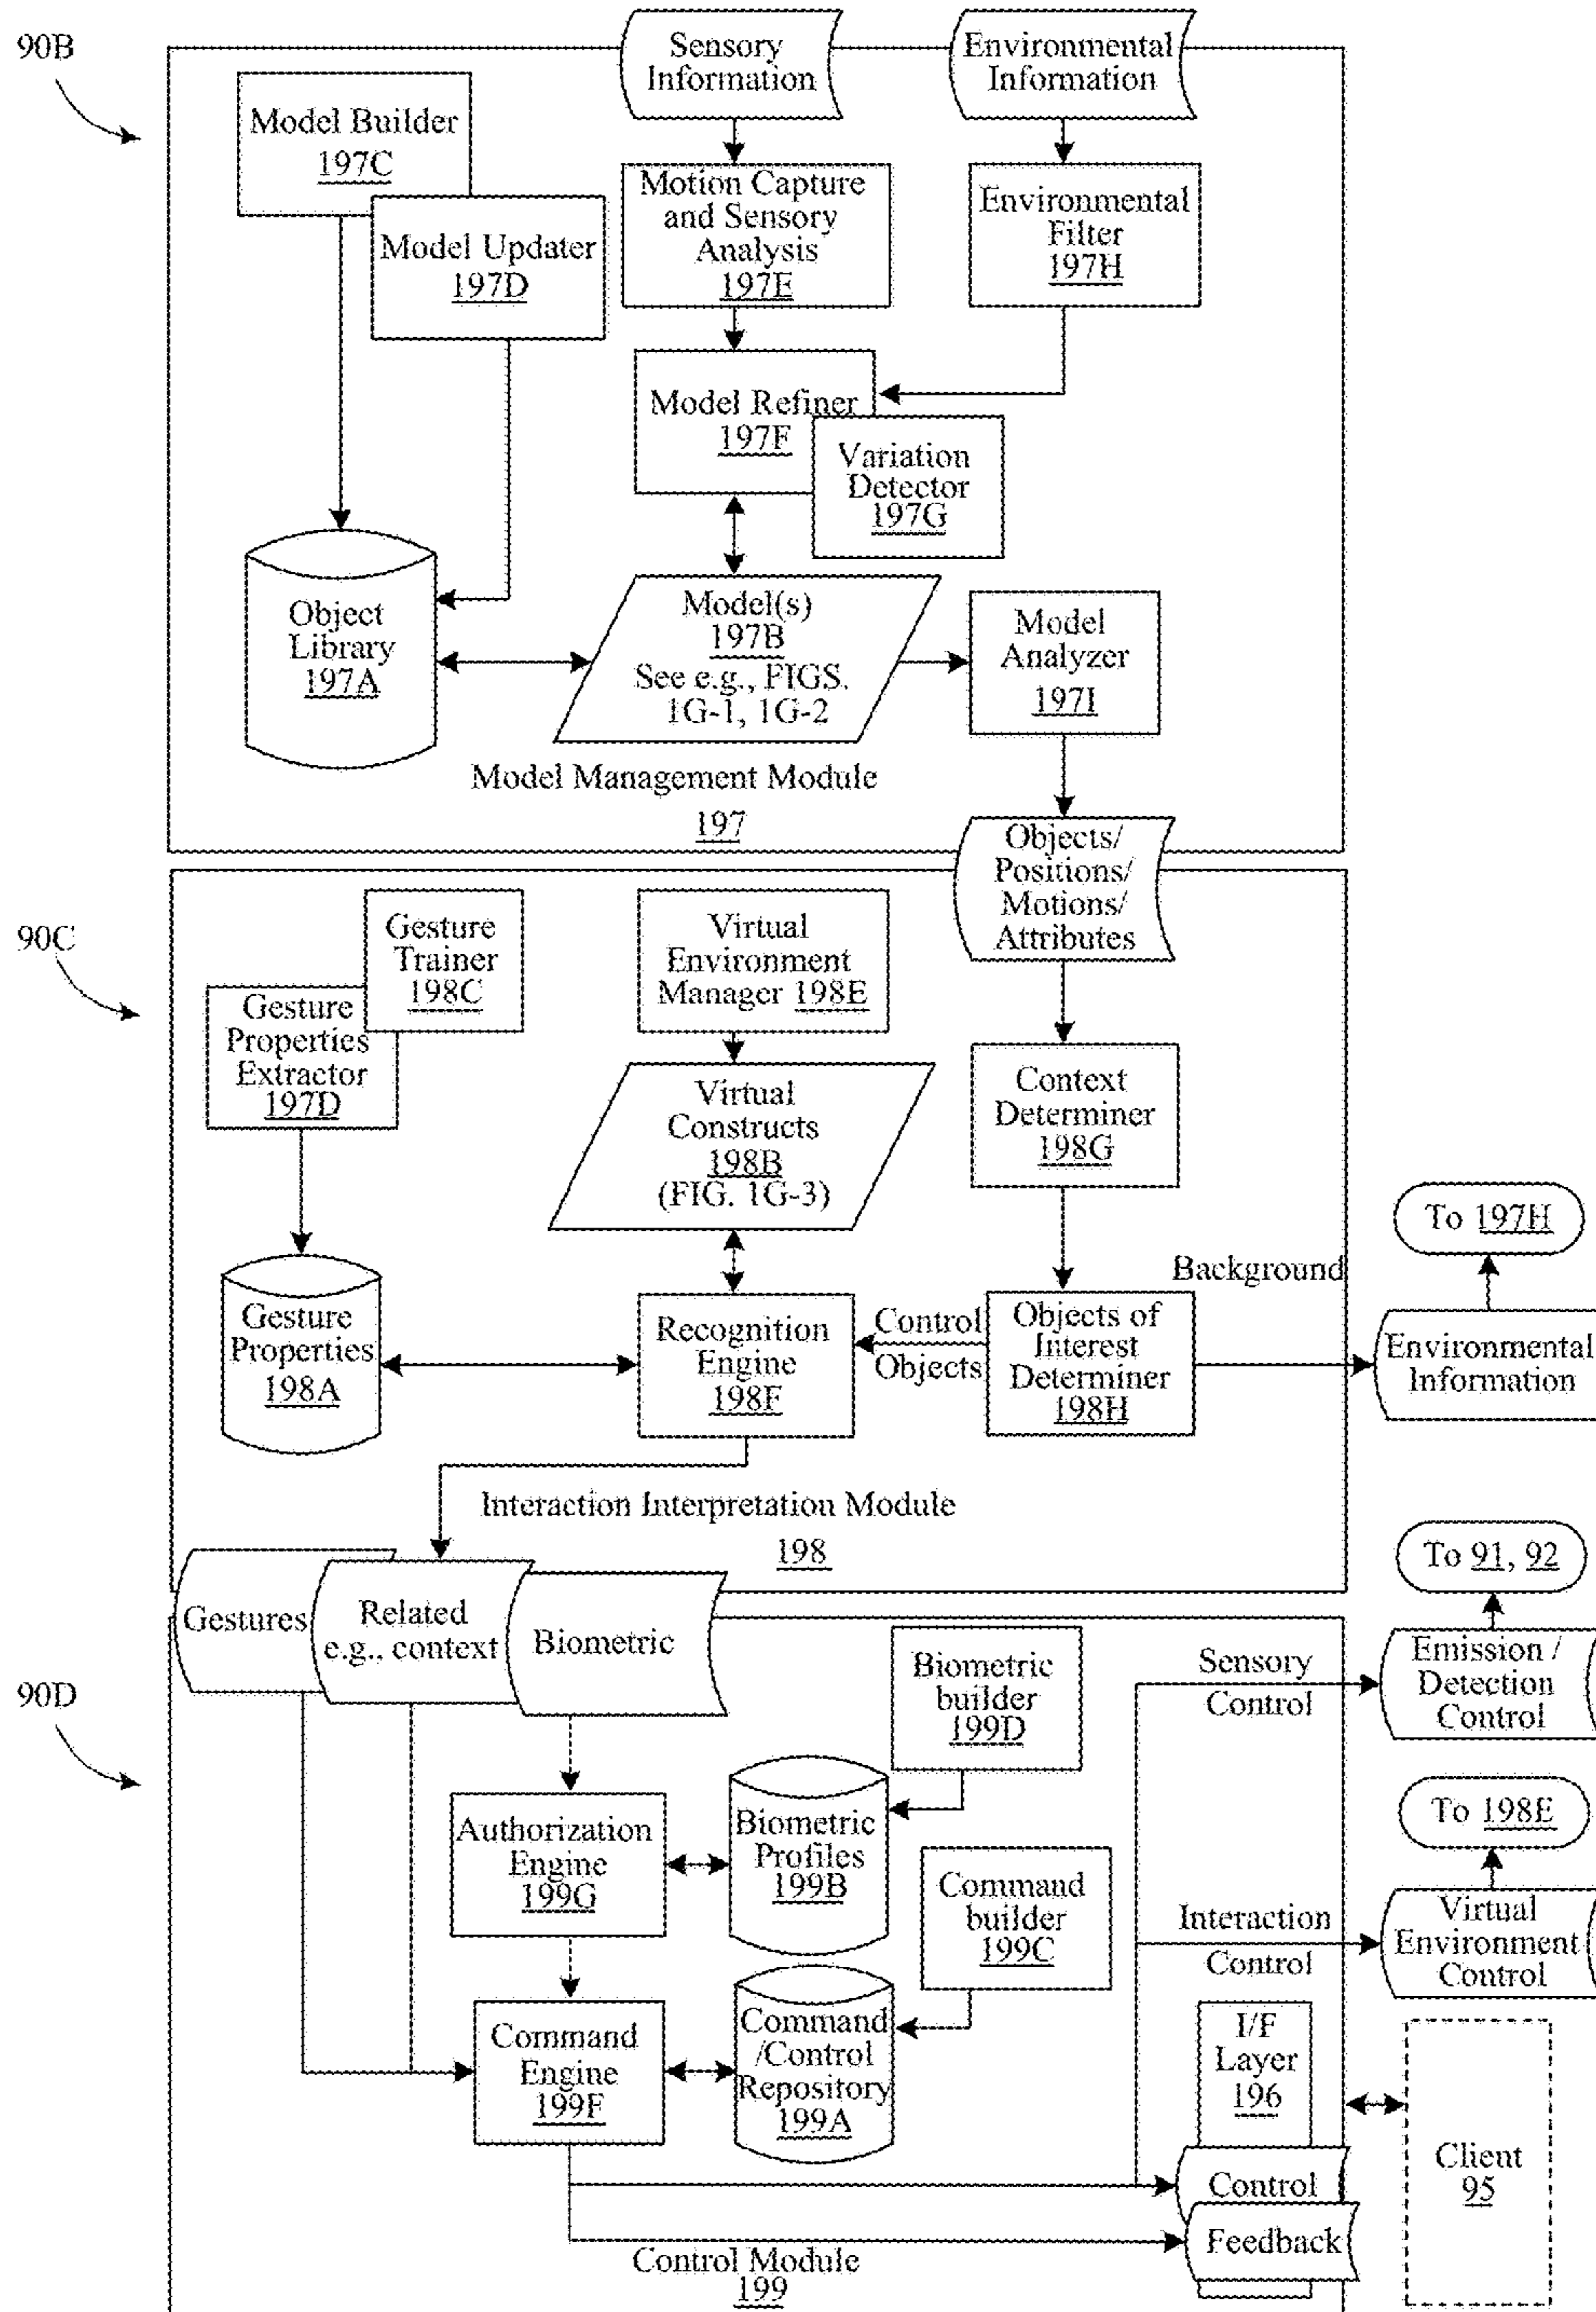 90B
Sensory
Information
Environmental
Information
Model Builder
197C
Model Updater
197D
Motion Capture
and Sensory
Analysis
197E
Environmental
Filter
197H
Model Refiner
197F
Variation
Detector
197G
Object
Library
197A
Model(s)
197B
See e.g., FIGS.
1G-1, 1G-2
Model
Analyzer
197I
Model Management Module
197
Objects/
Positions/
Motions/
Attributes
90C
Gesture
Trainer
198C
Gesture
Properties
Extractor
197D
Virtual
Environment
Manager 198E
Virtual
Constructs
198B
(FIG. 1G-3)
Context
Determiner
198G
To 197H
Background
Gesture
Properties
198A
Recognition
Engine
198F
Control
Objects
Objects of
Interest
Determiner
198H
Environmental
Information
Interaction Interpretation Module
198
To 91, 92
Gestures
Related
e.g., context
Biometric
90D
Biometric
builder
199D
Sensory
Control
Emission /
Detection
Control
Authorization
Engine
199G
Biometric
Profiles
199B
To 198E
Command
builder
199C
Interaction
Control
Virtual
Environment
Control
Command
Engine
199F
Command
/Control
Repository
199A
I/F
Layer
196
Client
95
Control
Feedback
Control Module
199